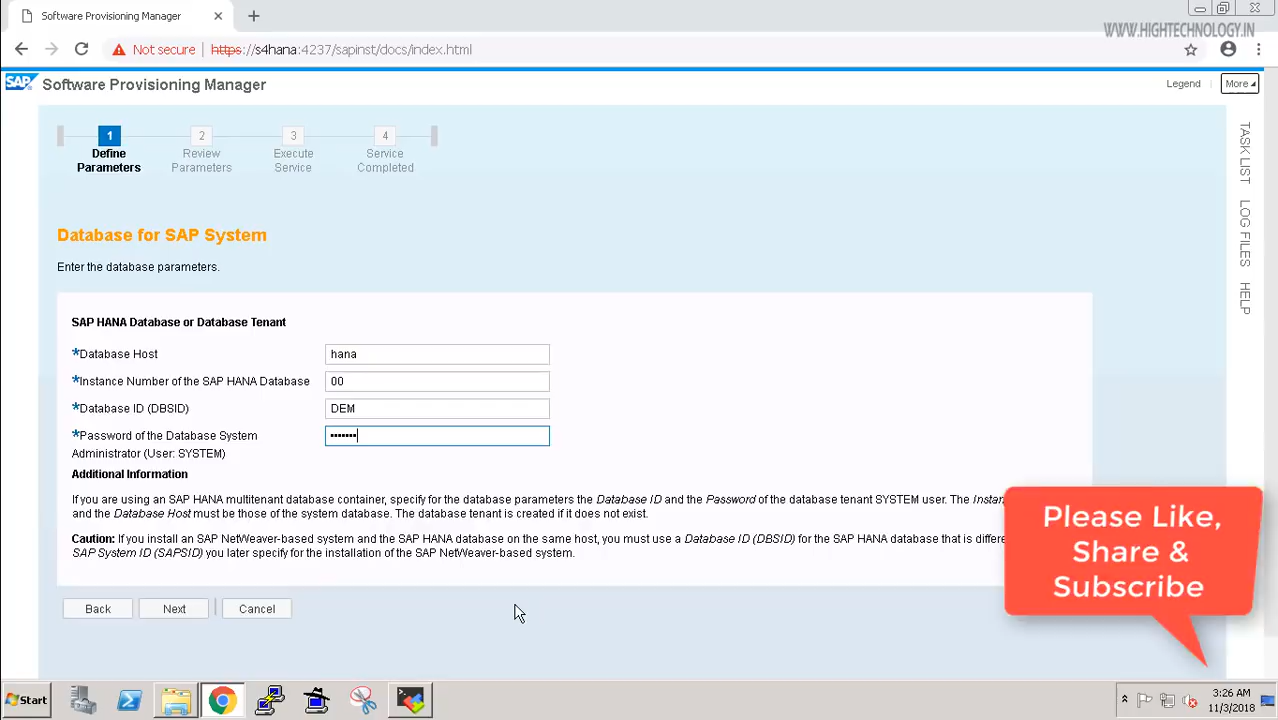 Software Provisioning Manager
WWW.HIGHTECHNOLOGY.IN
Not secure
https://s4hana:4237/sapinst/docs/index.html
SAP Software Provisioning Manager
Legend
More
1
Define
Parameters
2
Review
Parameters
3
Execute
Service
4
Service
Completed
TASK LIST
LOG FILES
HELP
Database for SAP System
Enter the database parameters.
SAP HANA Database or Database Tenant
*Database Host hana
*Instance Number of the SAP HANA Database 00
*Database ID (DBSID) DEM
*Password of the Database System •••••••
Administrator (User: SYSTEM)
Additional Information
If you are using an SAP HANA multitenant database container, specify for the database parameters the Database ID and the Password of the database tenant SYSTEM user. The
and the Database Host must be those of the system database. The database tenant is created if it does not exist.
Caution: If you install an SAP NetWeaver-based system and the SAP HANA database on the same host, you must use a Database ID (DBSID) for the SAP HANA database that is
SAP System ID (SAPSID) you later specify for the installation of the SAP NetWeaver-based system.
Please Like,
Share &
Subscribe
Back
Next
Cancel
Start
3:26 AM
11/3/2018